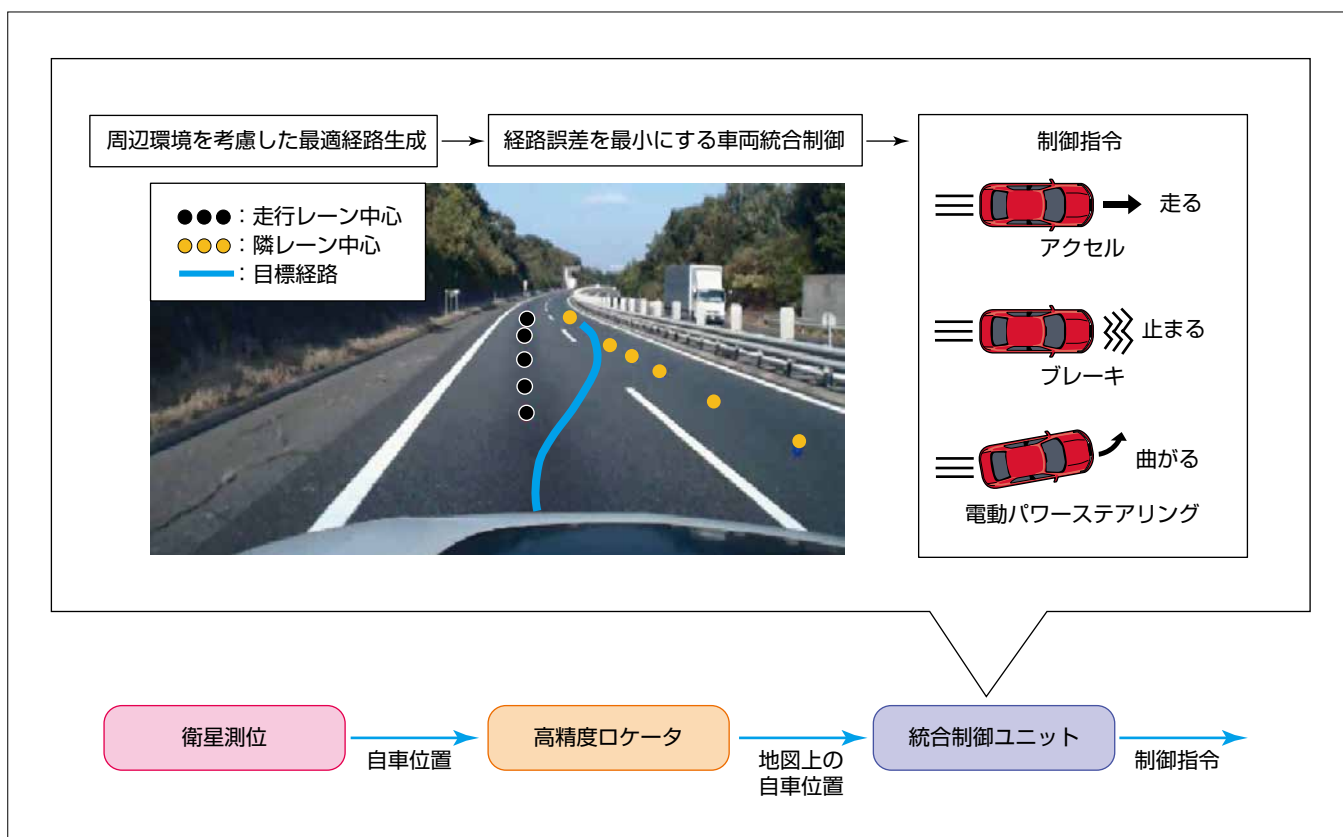 周辺環境を考慮した最適経路生成
経路誤差を最小にする車両統合制御
制御指令
●●●：走行レーン中心
●●●：隣レーン中心
：目標経路
走る
アクセル
止まる
ブレーキ
曲がる
電動パワーステアリング
衛星測位
自車位置
高精度ロケータ
地図上の
自車位置
統合制御ユニット
制御指令